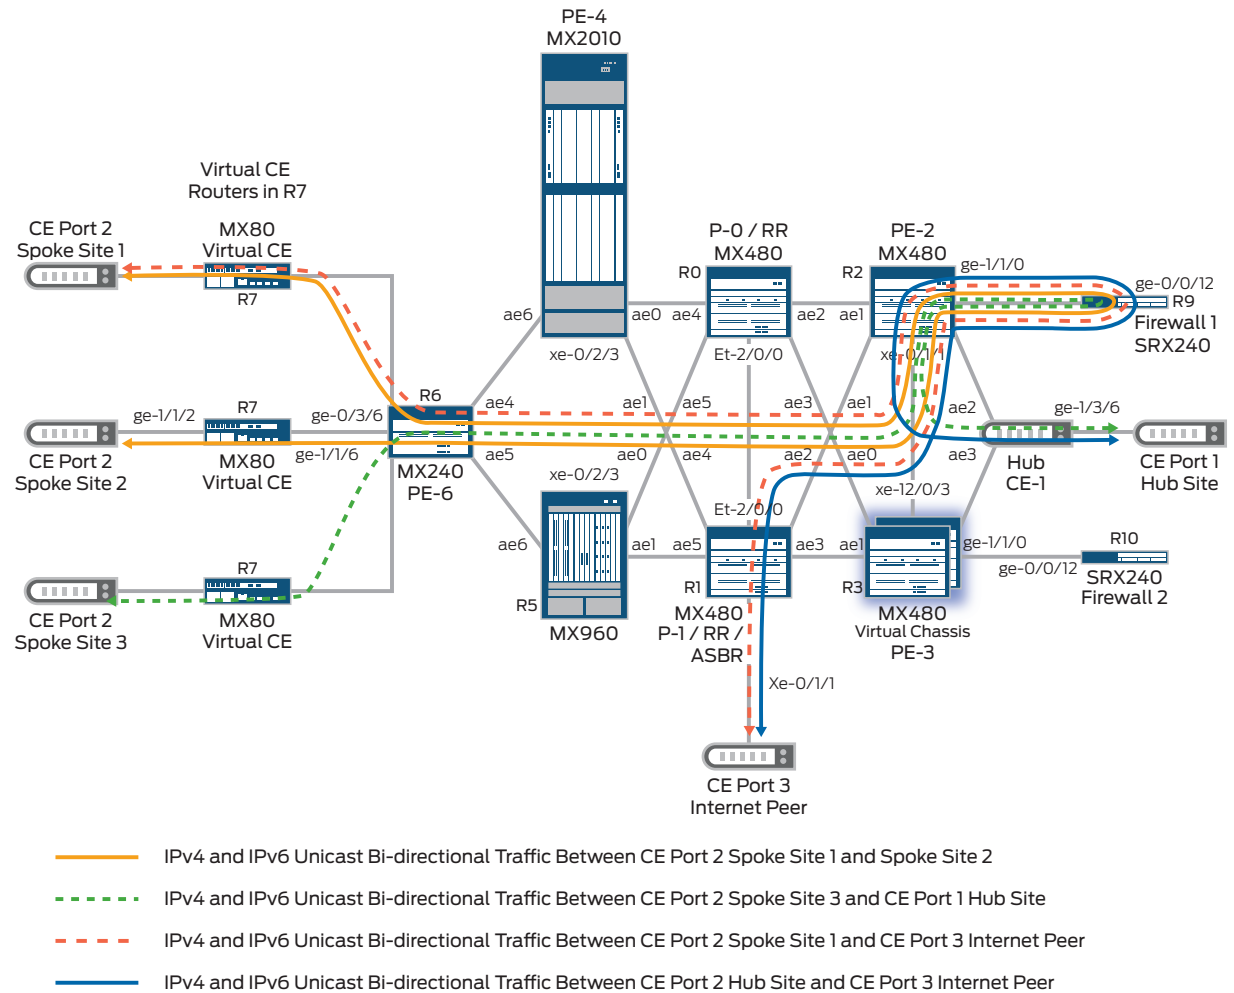 PE-4
MX2010
Virtual CE
Routers in R7
CE Port 2
Spoke Site 1
MX80
Virtual CE
R7
P-0 / RR
MX480
R0
PE-2
MX480
R2
ge-1/1/0
ge-0/0/12
R9
Firewall 1
SRX240
ae6
ae0
ae4
ae2
ae1
xe-0/2/3
Et-2/0/0
xe-0/1/1
R6
ae4
ae1
ae5
ae3
ae1
ae2
ge-1/3/6
ge-1/1/2
R7
ge-0/3/6
CE Port 2
Spoke Site 2
MX80
Virtual CE
ge-1/1/6
MX240
PE-6
ae5
ae0
ae4
ae2
ae0
ae3
Hub
CE-1
CE Port 1
Hub Site
xe-0/2/3
xe-12/0/3
Et-2/0/0
ae6
ae1
ae5
ae3
ae1
ge-1/1/0
ge-0/0/12
R10
SRX240
Firewall 2
R7
CE Port 2
Spoke Site 3
MX80
Virtual CE
R5
MX960
R1
MX480
P-1 / RR /
ASBR
R3
MX480
Virtual Chassis
PE-3
Xe-0/1/1
CE Port 3
Internet Peer
IPv4 and IPv6 Unicast Bi-directional Traffic Between CE Port 2 Spoke Site 1 and Spoke Site 2
IPv4 and IPv6 Unicast Bi-directional Traffic Between CE Port 2 Spoke Site 3 and CE Port 1 Hub Site
IPv4 and IPv6 Unicast Bi-directional Traffic Between CE Port 2 Spoke Site 1 and CE Port 3 Internet Peer
IPv4 and IPv6 Unicast Bi-directional Traffic Between CE Port 2 Hub Site and CE Port 3 Internet Peer